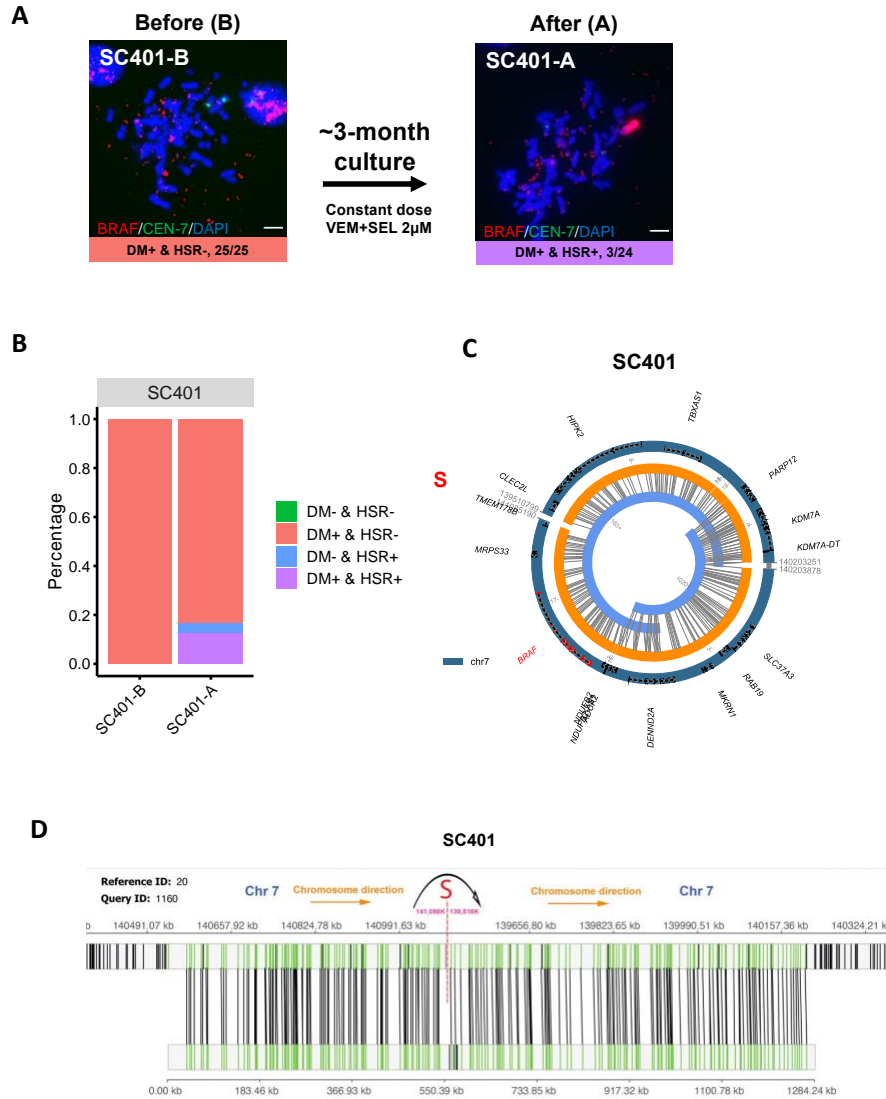 A
Before (B)
After (A)
SC401-B
SC401-A
~3-month
culture
Constant dose
VEM+SEL 2µM
BRAF/CEN-7/DAPI
BRAF/CEN-7/DAPI
DM+ & HSR-, 25/25
DM+ & HSR+, 3/24
B
SC401
Percentage
1.0
0.8
0.6
0.4
0.2
0.0
SC401-B
SC401-A
DM- & HSR-
DM+ & HSR-
DM- & HSR+
DM+ & HSR+
C
SC401
S
TBXAS1
HIPK2
PARP12
CLEC2L
139510799
TMEM178B
KDM7A
KDM7A-DT
MRPS33
140203251
140203878
BRAF
chr7
SLC37A3
RAB19
MKRN1
DENND2A
D
SC401
Reference ID: 20
Query ID: 1160
Chr 7
Chromosome direction
S
141,098K
139,510K
Chromosome direction
Chr 7
140491.07 kb
140657.92 kb
140824.78 kb
140991.63 kb
139656.80 kb
139823.65 kb
139990.51 kb
140157.36 kb
140324.21
0.00 kb
183.46 kb
366.93 kb
550.39 kb
733.85 kb
917.32 kb
1100.78 kb
1284.24 kb